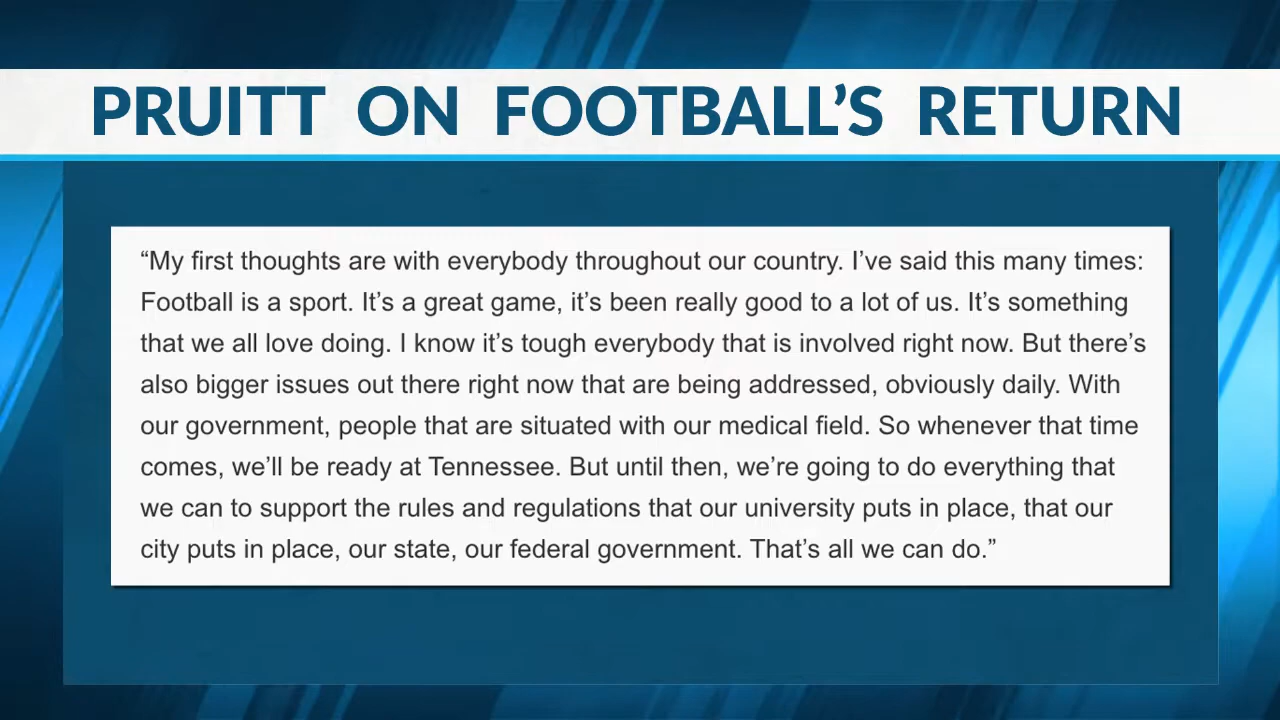 PRUITT ON FOOTBALL’S RETURN
“My first thoughts are with everybody throughout our country. I’ve said this many times:
Football is a sport. It’s a great game, it’s been really good to a lot of us. It’s something
that we all love doing. I know it’s tough everybody that is involved right now. But there’s
also bigger issues out there right now that are being addressed, obviously daily. With
our government, people that are situated with our medical field. So whenever that time
comes, we’ll be ready at Tennessee. But until then, we’re going to do everything that
we can to support the rules and regulations that our university puts in place, that our
city puts in place, our state, our federal government. That’s all we can do.”